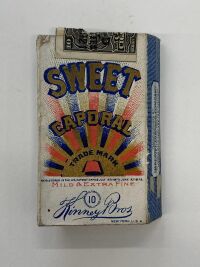 SWEET
CAPORAL
TRADE MARK
MILD & EXTRA FINE
10
Kinney Bros
NEW YORK, U.S.A.